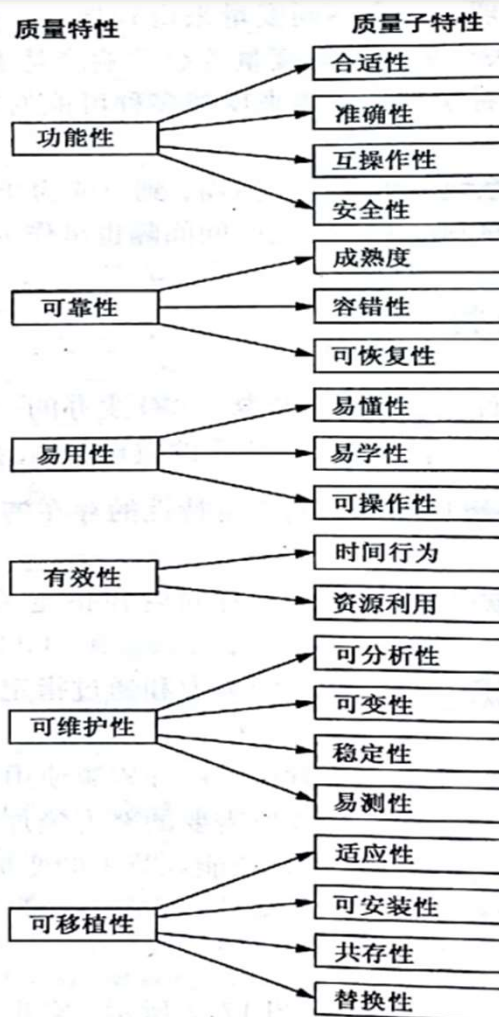 质量特性
质量子特性
功能性
合适性
准确性
互操作性
安全性
可靠性
成熟度
容错性
可恢复性
易用性
易懂性
易学性
可操作性
有效性
时间行为
资源利用
可维护性
可分析性
可变性
稳定性
易测性
可移植性
适应性
可安装性
共存性
替换性